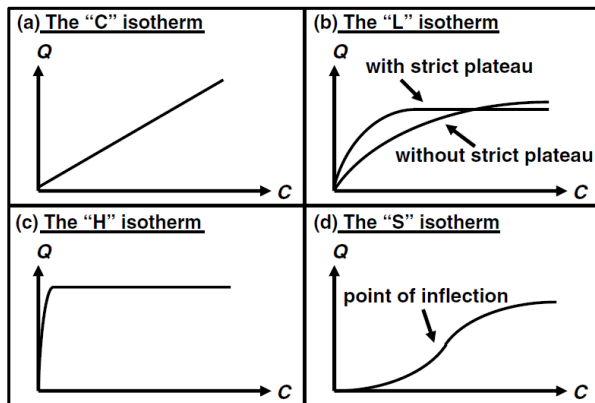 (a) The “C” isotherm
Q
C
(b) The “L” isotherm
Q
with strict plateau
without strict plateau
C
(c) The “H” isotherm
Q
C
(d) The “S” isotherm
Q
point of inflection
C